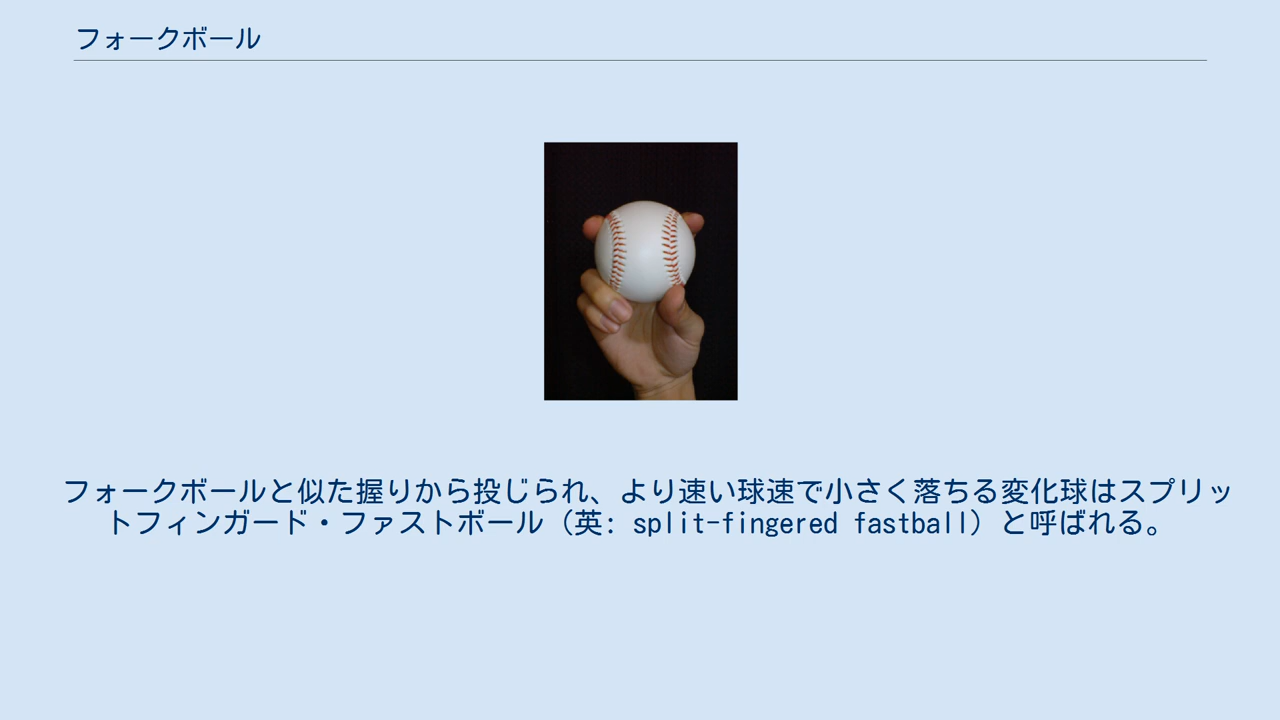 フォークボール
フォークボールと似た握りから投じられ、より速い球速で小さく落ちる変化球はスプリッ
トフィンガード・ファストボール（英: split-fingered fastball）と呼ばれる。